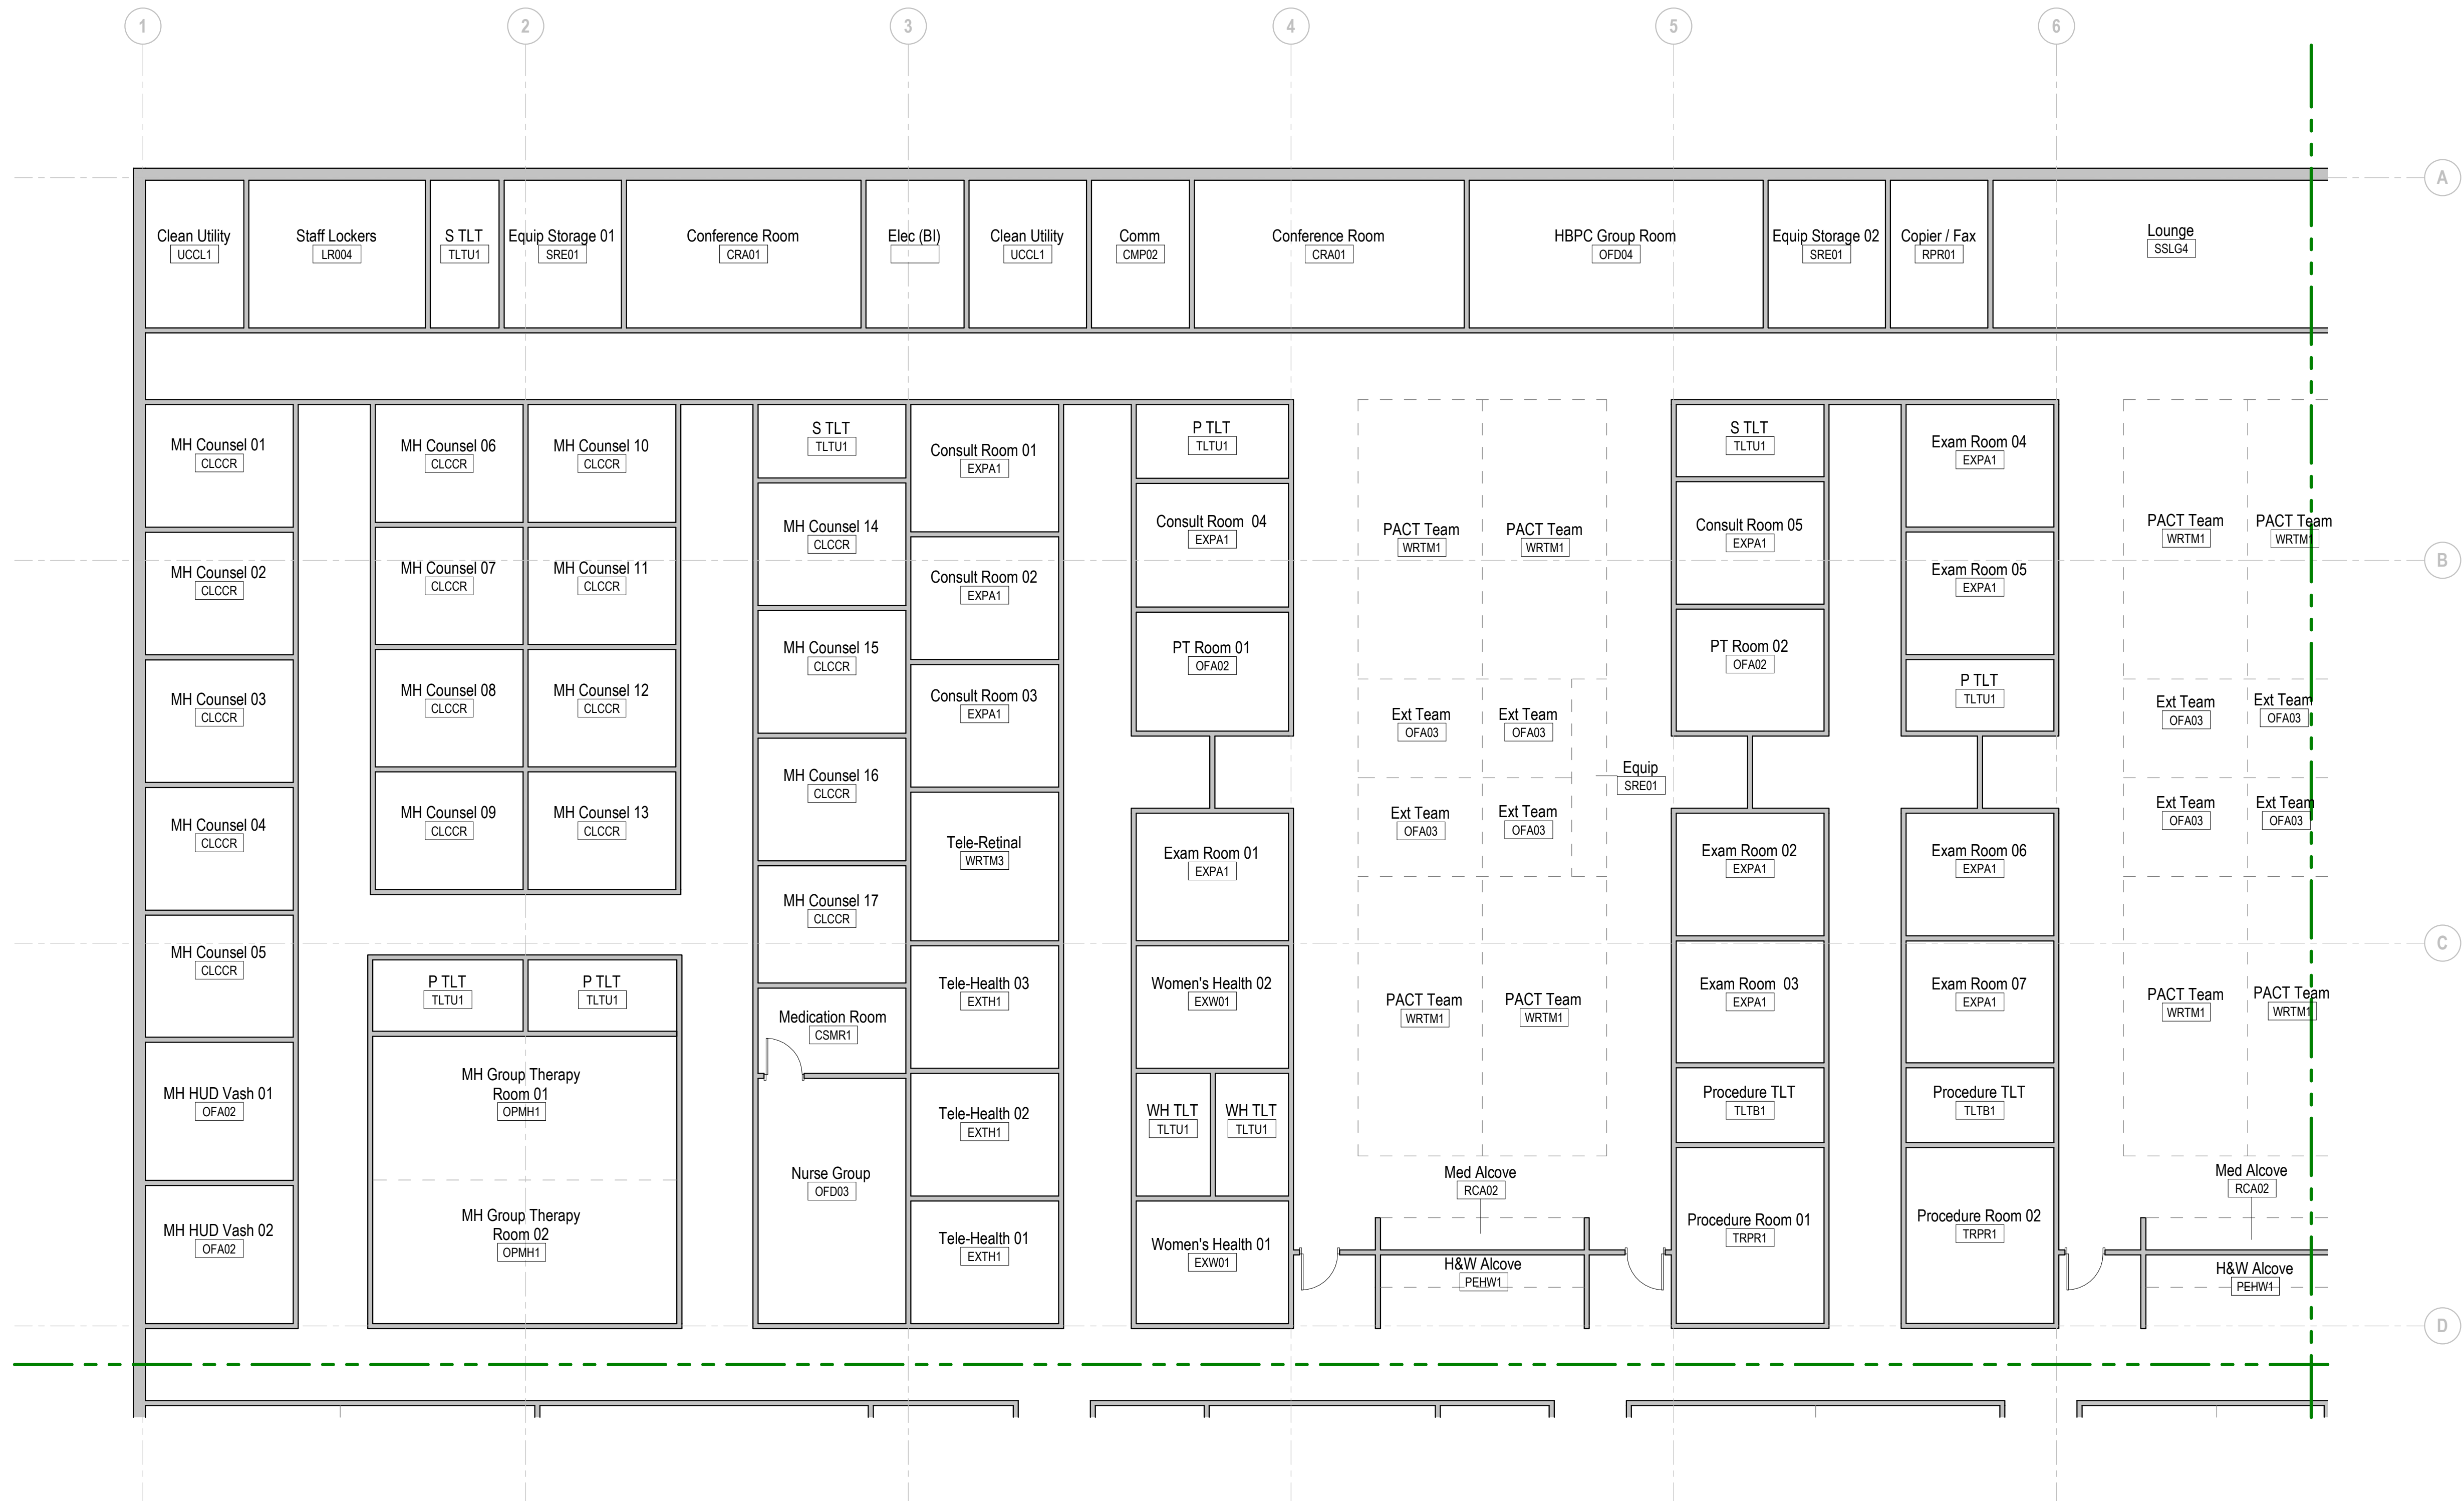 1
2
3
4
5
6
A
Clean Utility
UCCL1
Staff Lockers
LR004
S TLT
TLTU1
Equip Storage 01
SRE01
Conference Room
CRA01
Elec (BI)
Clean Utility
UCCL1
Comm
CMP02
Conference Room
CRA01
HBPC Group Room
OFD04
Equip Storage 02
SRE01
Copier / Fax
RPR01
Lounge
SSLG4
MH Counsel 01
CLCCR
MH Counsel 02
CLCCR
MH Counsel 03
CLCCR
MH Counsel 04
CLCCR
MH Counsel 05
CLCCR
MH HUD Vash 01
OFA02
MH HUD Vash 02
OFA02
MH Counsel 06
CLCCR
MH Counsel 07
CLCCR
MH Counsel 08
CLCCR
MH Counsel 09
CLCCR
MH Counsel 10
CLCCR
MH Counsel 11
CLCCR
MH Counsel 12
CLCCR
MH Counsel 13
CLCCR
P TLT
TLTU1
P TLT
TLTU1
MH Group Therapy
Room 01
OPMH1
MH Group Therapy
Room 02
OPMH1
S TLT
TLTU1
MH Counsel 14
CLCCR
MH Counsel 15
CLCCR
MH Counsel 16
CLCCR
MH Counsel 17
CLCCR
Medication Room
CSMR1
Nurse Group
OFD03
Consult Room 01
EXPA1
Consult Room 02
EXPA1
Consult Room 03
EXPA1
Tele-Retinal
WRTM3
Tele-Health 03
EXTH1
Tele-Health 02
EXTH1
Tele-Health 01
EXTH1
P TLT
TLTU1
Consult Room 04
EXPA1
PT Room 01
OFA02
Exam Room 01
EXPA1
Women's Health 02
EXW01
WH TLT
TLTU1
WH TLT
TLTU1
Women's Health 01
EXW01
PACT Team
WRTM1
PACT Team
WRTM1
Ext Team
OFA03
Ext Team
OFA03
Equip
SRE01
Ext Team
OFA03
Ext Team
OFA03
PACT Team
WRTM1
PACT Team
WRTM1
Med Alcove
RCA02
H&W Alcove
PEHW1
S TLT
TLTU1
Consult Room 05
EXPA1
PT Room 02
OFA02
Exam Room 02
EXPA1
Exam Room 03
EXPA1
Procedure TLT
TLTB1
Procedure Room 01
TRPR1
Exam Room 04
EXPA1
Exam Room 05
EXPA1
P TLT
TLTU1
Exam Room 06
EXPA1
Exam Room 07
EXPA1
Procedure TLT
TLTB1
Procedure Room 02
TRPR1
PACT Team
WRTM1
PACT Team
WRTM1
Ext Team
OFA03
Ext Team
OFA03
Ext Team
OFA03
Ext Team
OFA03
PACT Team
WRTM1
PACT Team
WRTM1
Med Alcove
RCA02
H&W Alcove
PEHW1
B
C
D